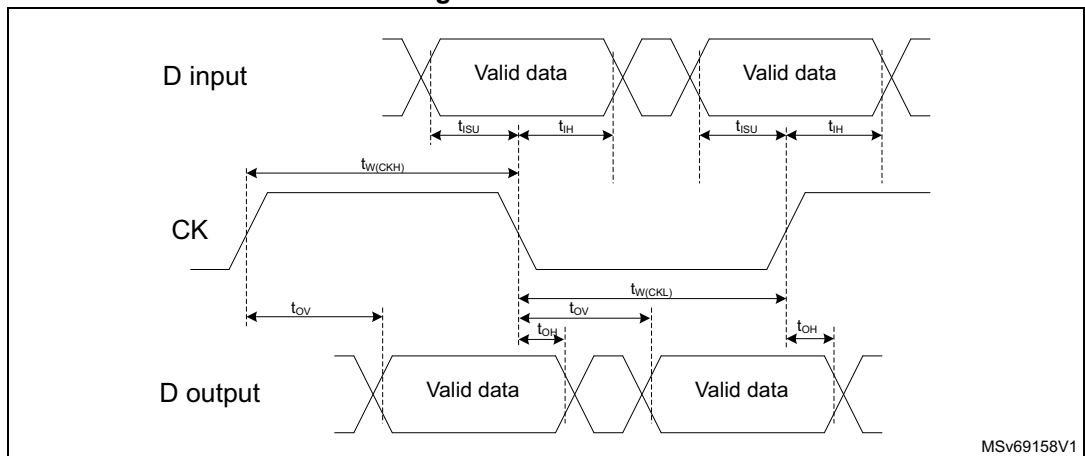 D input
Valid data
Valid data
tISU
tIH
tISU
tIH
tW(CKH)
CK
tW(CKL)
tOV
tOV
tOH
tOH
D output
Valid data
Valid data
MSv69158V1